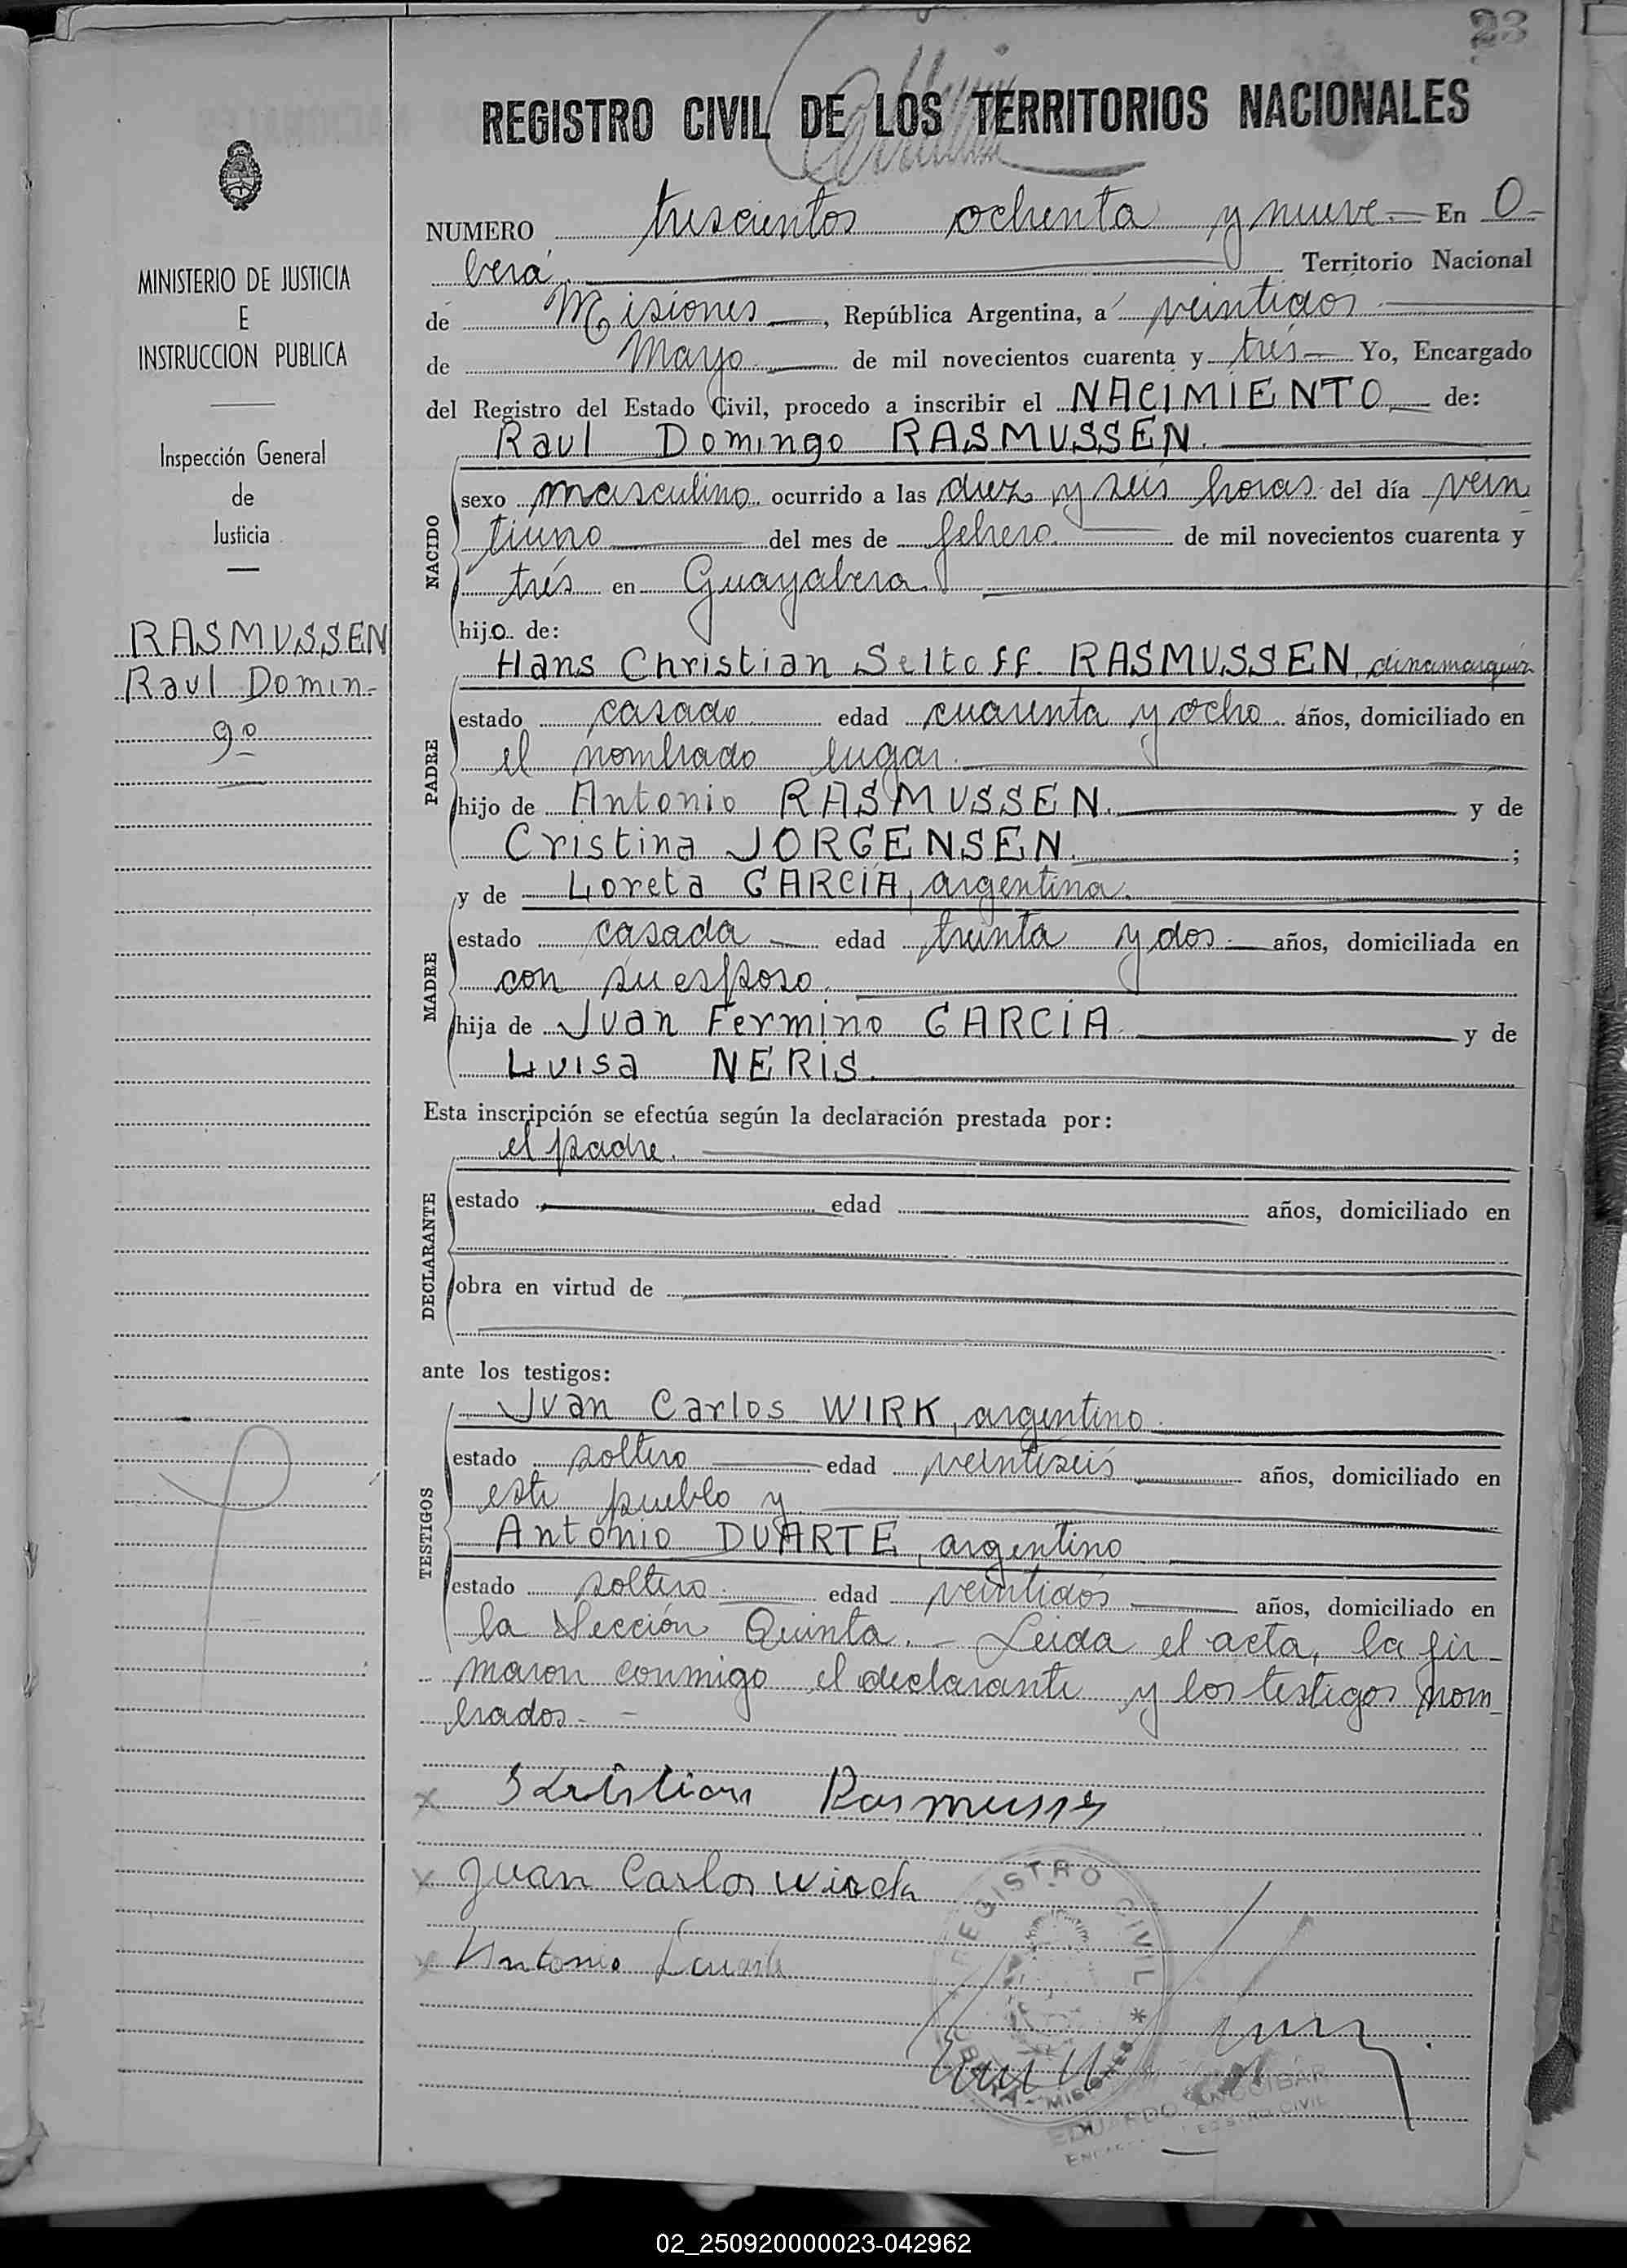 23
REGISTRO CIVIL DE LOS TERRITORIOS NACIONALES
MINISTERIO DE JUSTICIA
E
INSTRUCCION PUBLICA
Inspección General
de
Justicia
RASMUSSEN
Raul Domin-
go
NUMERO trescientos ochenta y nueve.- En O-
berá Territorio Nacional
de Misiones, República Argentina, a veintidos
de Mayo de mil novecientos cuarenta y trés Yo, Encargado
del Registro del Estado Civil, procedo a inscribir el NACIMIENTO de:
Raul Domingo RASMUSSEN.
NACIDO
sexo masculino ocurrido a las diez y seis horas del día vein
tiuno del mes de febrero de mil novecientos cuarenta y
trés en Guayabera
hijo de:
PADRE
Hans Christian Seltoff RASMUSSEN, dinamarqués
estado casado edad cuarenta y ocho años, domiciliado en
el nombrado lugar.
hijo de Antonio RASMUSSEN. y de
Cristina JORGENSEN. ;
MADRE
y de Loreta GARCIA, argentina.
estado casada edad treinta y dos años, domiciliada en
con su esposo.
hija de Juan Fermino GARCIA y de
Luisa NERIS.
Esta inscripción se efectúa según la declaración prestada por:
DECLARANTE
el padre.
estado edad años, domiciliado en
obra en virtud de
ante los testigos:
TESTIGOS
Juan Carlos WIRK, argentino
estado soltero edad veintiseis años, domiciliado en
este pueblo y
Antonio DUARTE, argentino
estado soltero edad veintidos años, domiciliado en
la Sección Quinta.- Leida el acta, la fir-
maron conmigo el declarante y los testigos nom-
brados.-
x Kristian Rasmussen
x Juan Carlos Wirck
x Antonio Duarte
REGISTRO CIVIL
OBERA - MISIONES
EDUARDO ANOCIBAR
ENCARGADO REGISTRO CIVIL
02_250920000023-042962